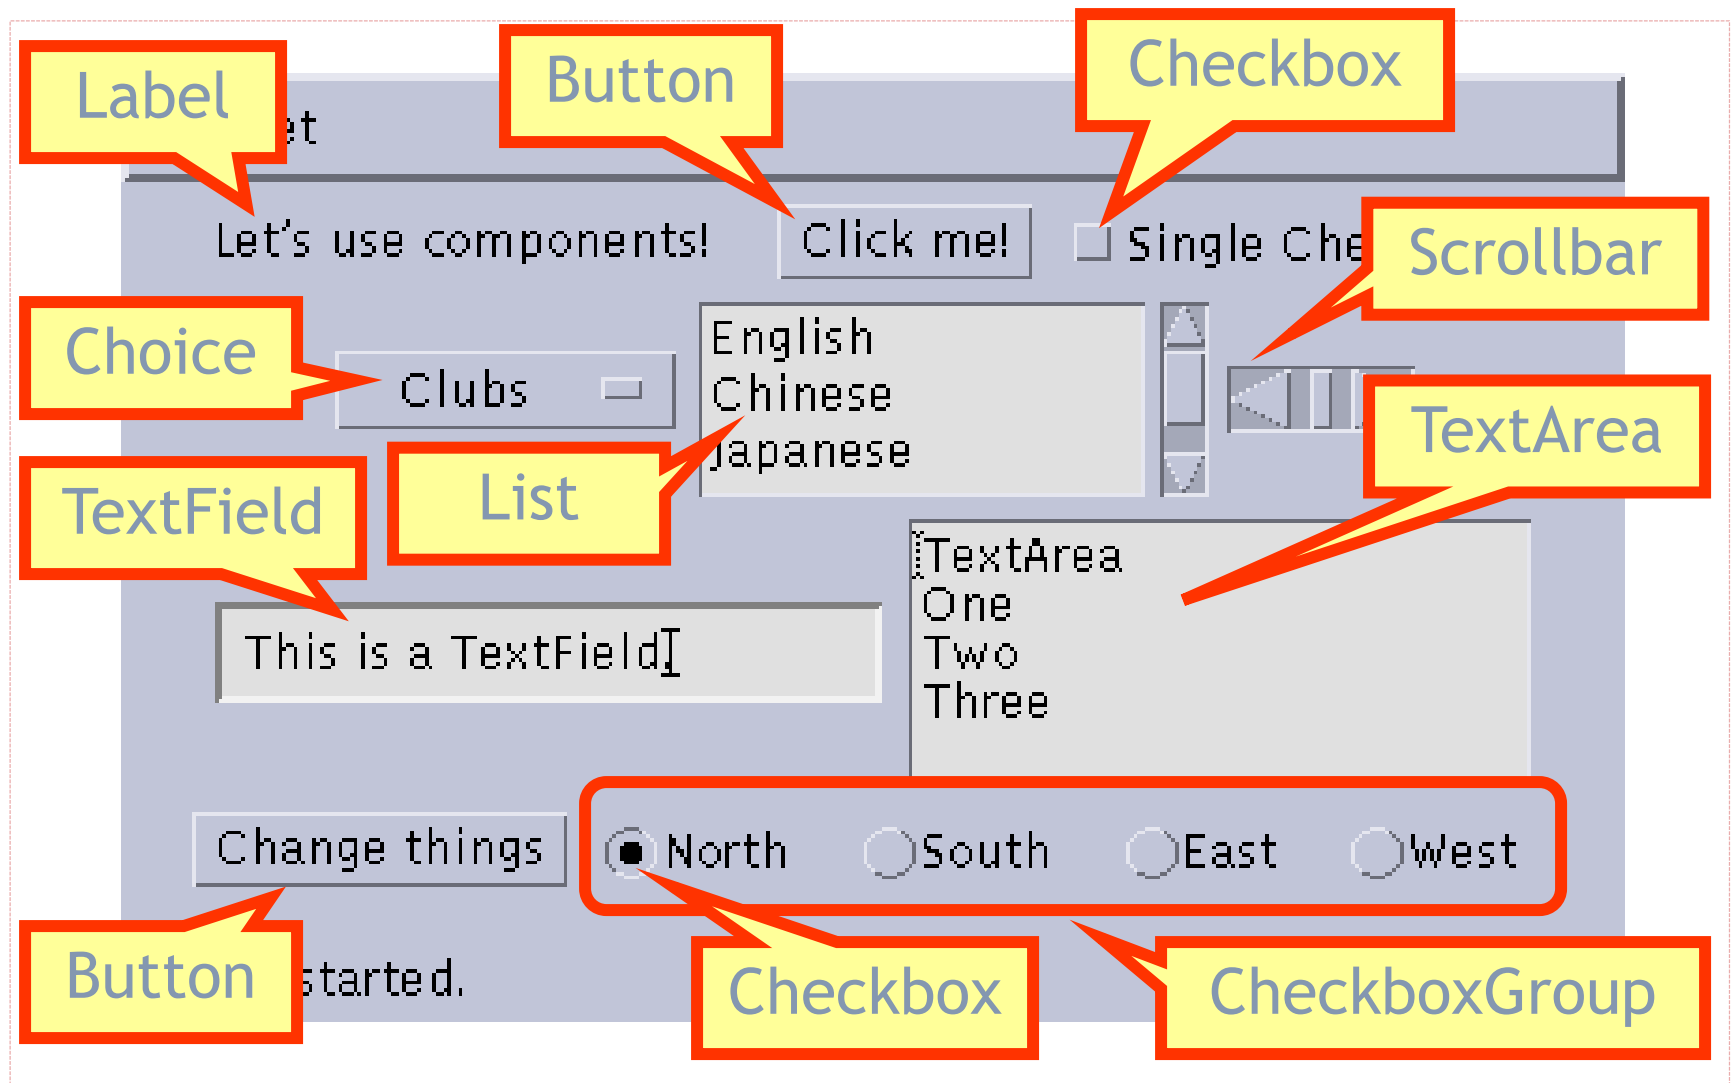 Label
Button
Checkbox
et
Let's use components!
Click me!
Single Che
Scrollbar
Choice
Clubs
English
Chinese
Japanese
TextArea
List
TextField
TextArea
One
Two
Three
This is a TextField.
Change things
North
South
East
West
Button
started.
Checkbox
CheckboxGroup